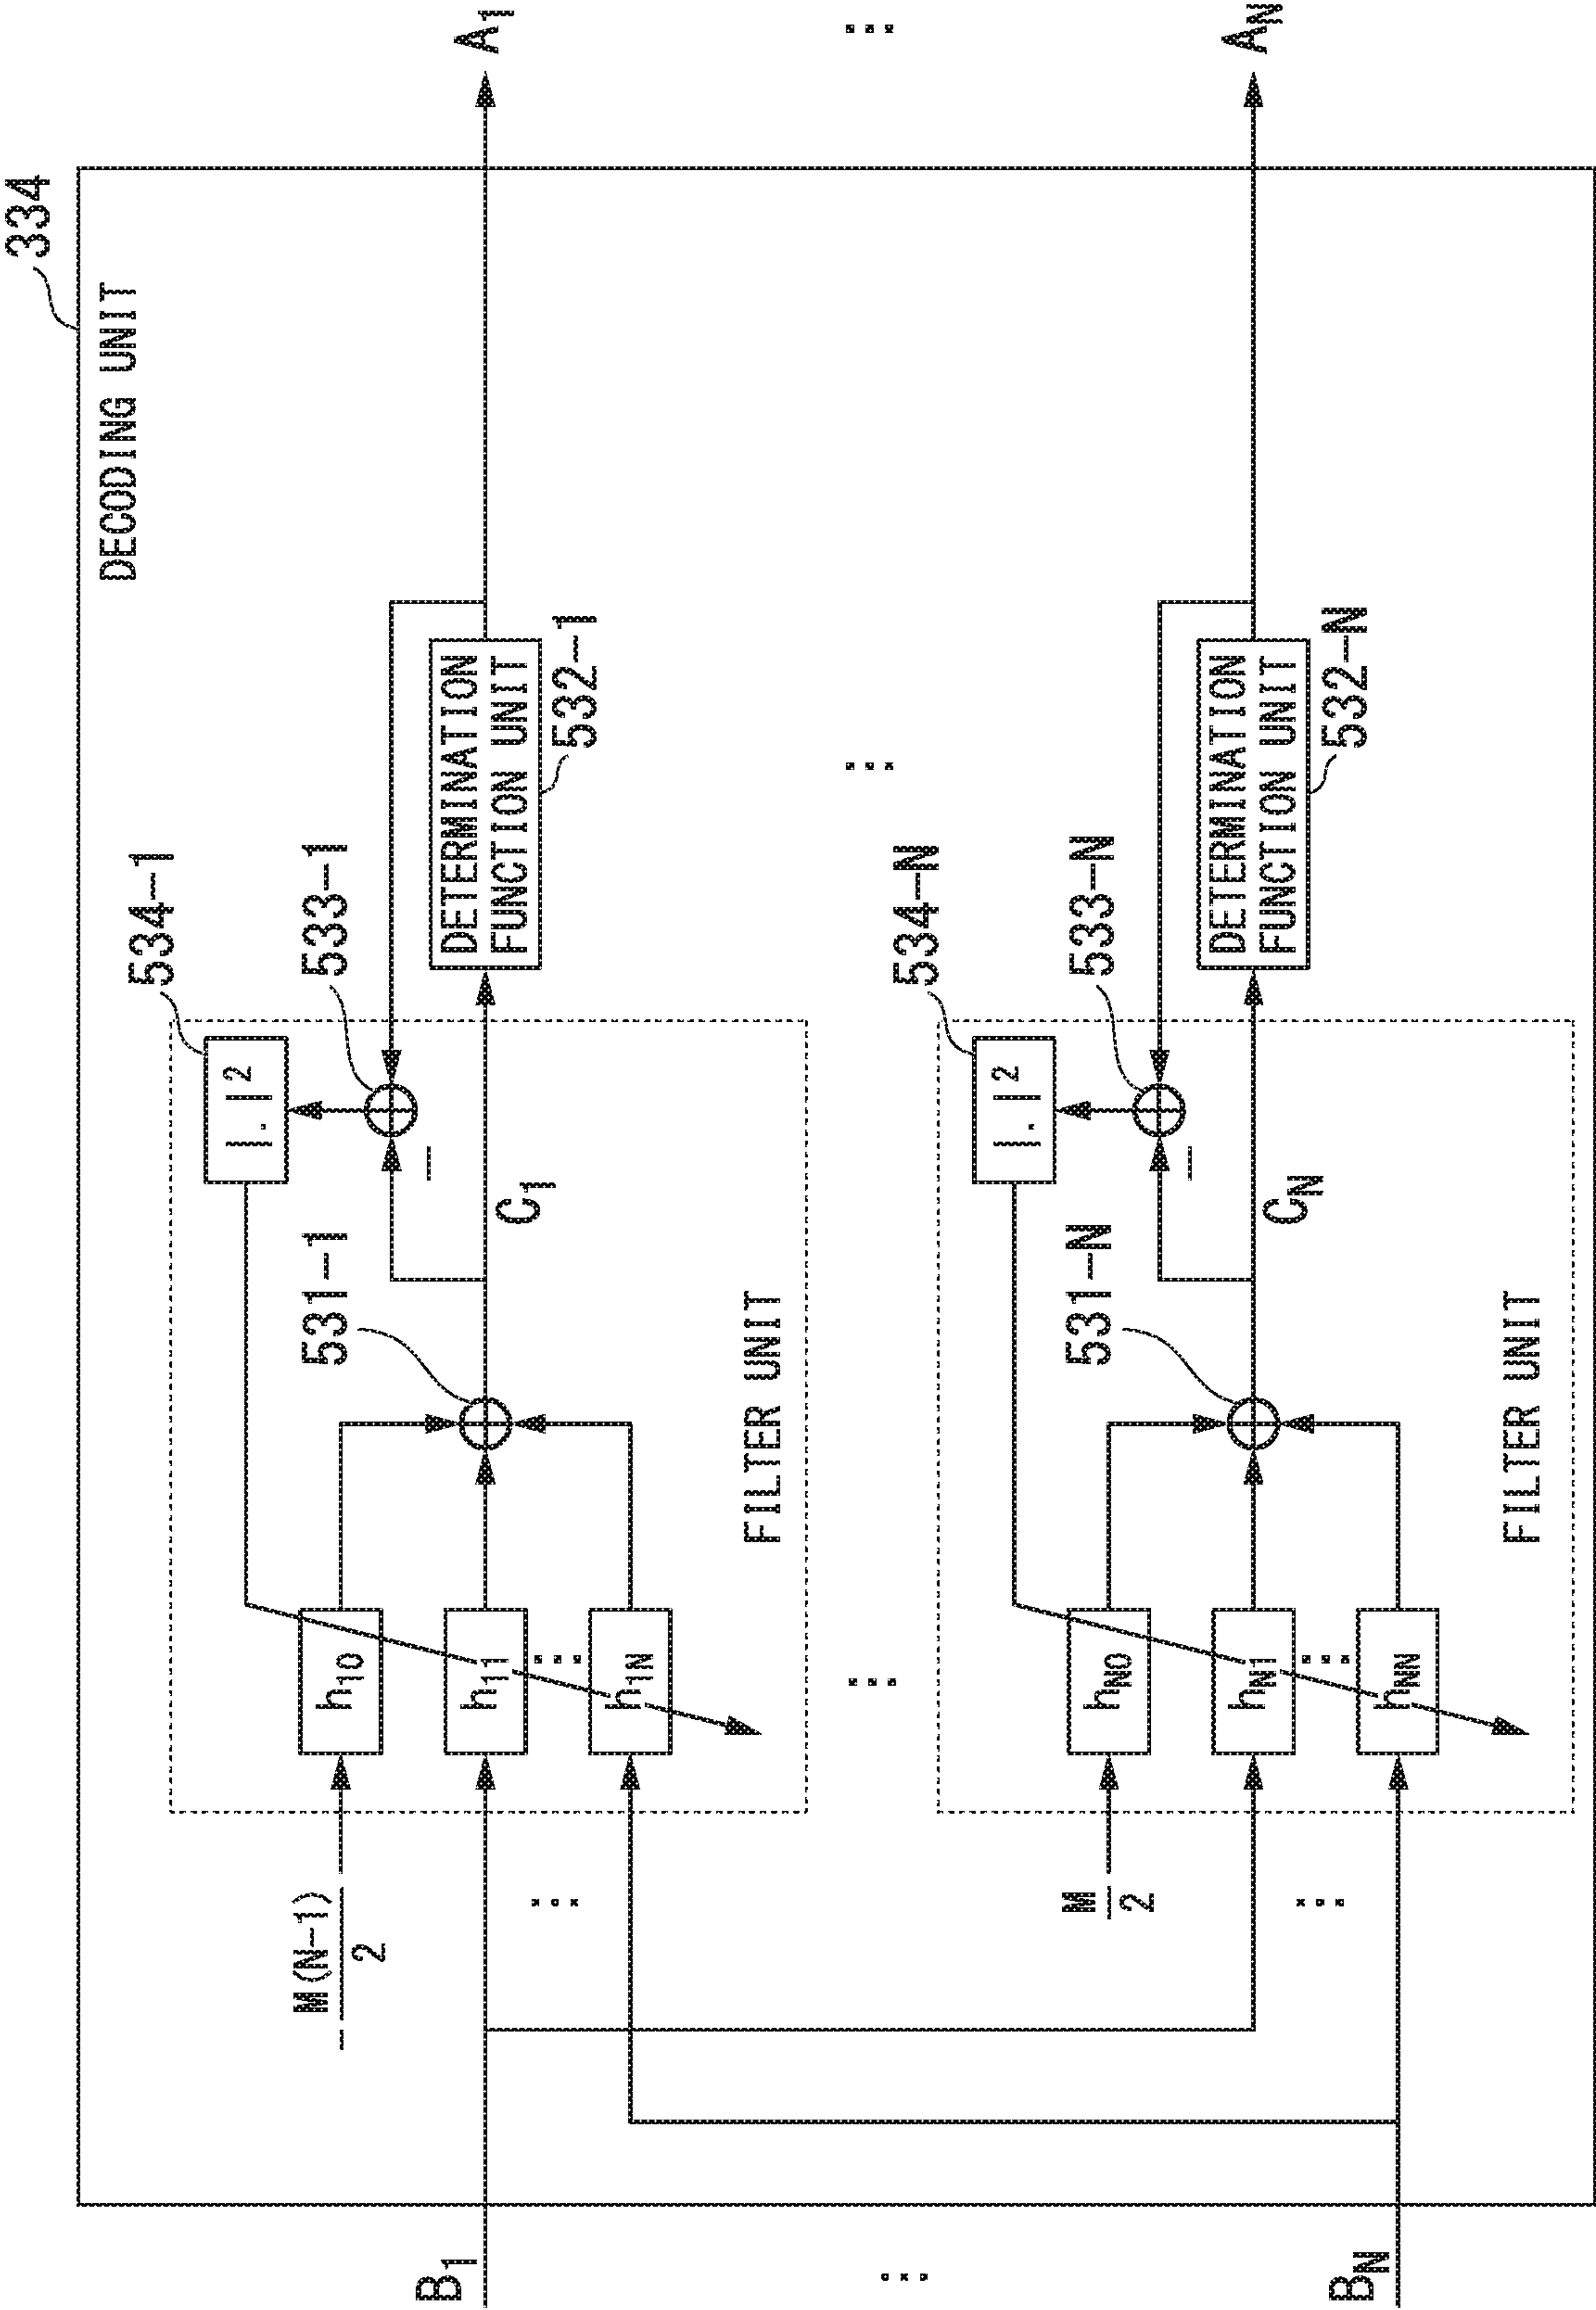 334
DECODING UNIT
534-1
|.|²
− M(N-1)
2
h₁₀
531-1
533-1
−
B₁
h₁₁
C₁
DETERMINATION
FUNCTION UNIT
A₁
532-1
...
...
h₁N
FILTER UNIT
...
...
...
...
534-N
|.|²
M
2
hN0
531-N
533-N
−
hN1
CN
DETERMINATION
FUNCTION UNIT
AN
532-N
...
...
BN
hNN
FILTER UNIT